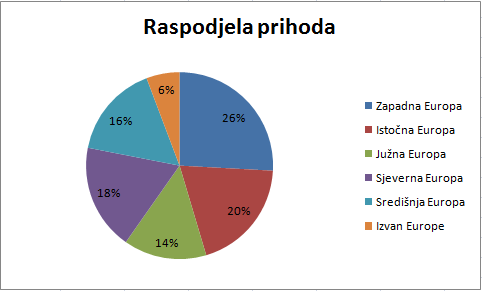 Raspodjela prihoda
6%
26%
16%
18%
20%
14%
Zapadna Europa
Istočna Europa
Južna Europa
Sjeverna Europa
Središnja Europa
Izvan Europe